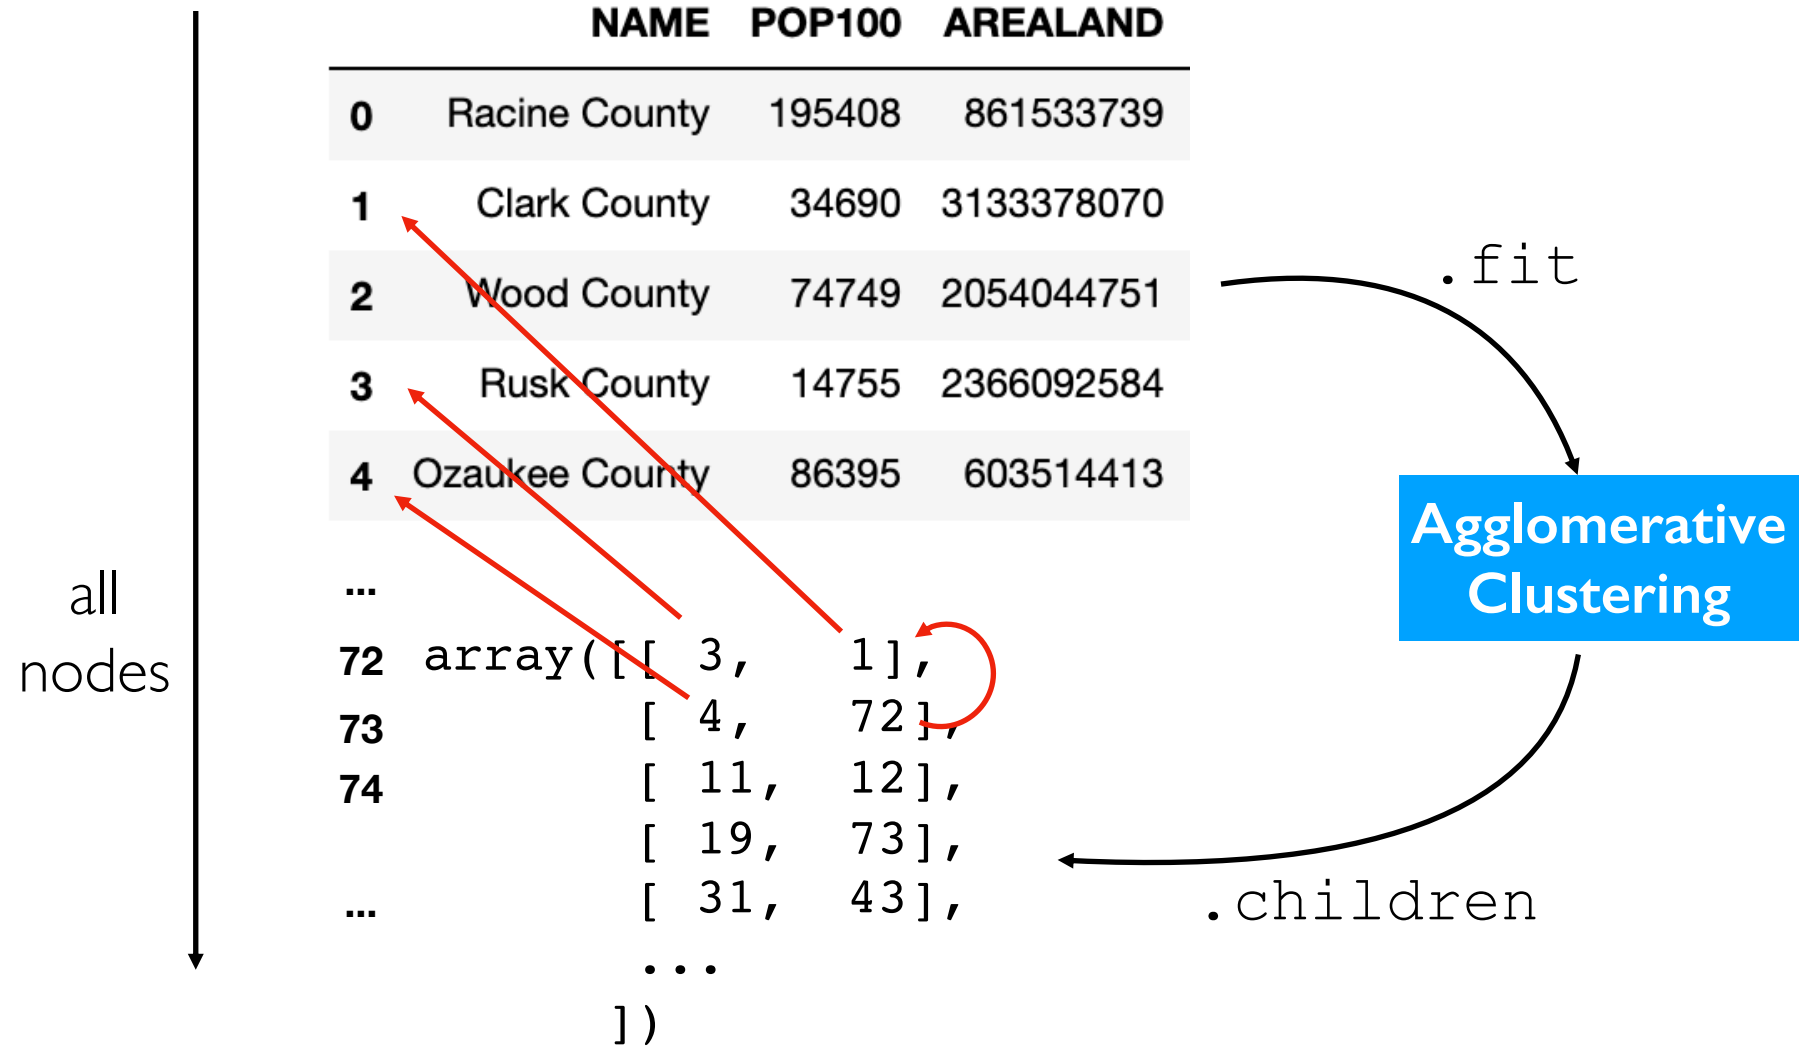 NAME POP100 AREALAND
0 Racine County 195408 861533739
1 Clark County 34690 3133378070
2 Wood County 74749 2054044751
3 Rusk County 14755 2366092584
4 Ozaukee County 86395 603514413
...
72 array([[ 3, 1],
73 [ 4, 72],
74 [ 11, 12],
[ 19, 73],
... [ 31, 43],
...
])
all
nodes
.fit
Agglomerative
Clustering
.children